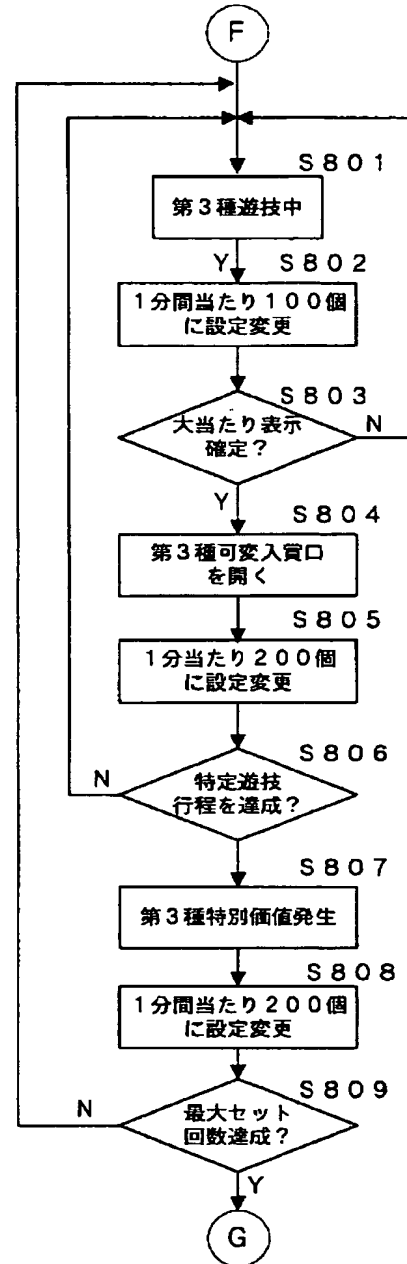 F
S801
第3種遊技中
Y
S802
1分間当たり100個
に設定変更
S803
大当たり表示
確定?
N
Y
S804
第3種可変入賞口
を開く
S805
1分当たり200個
に設定変更
S806
N
特定遊技
行程を達成?
S807
第3種特別価値発生
S808
1分間当たり200個
に設定変更
S809
N
最大セット
回数達成?
Y
G